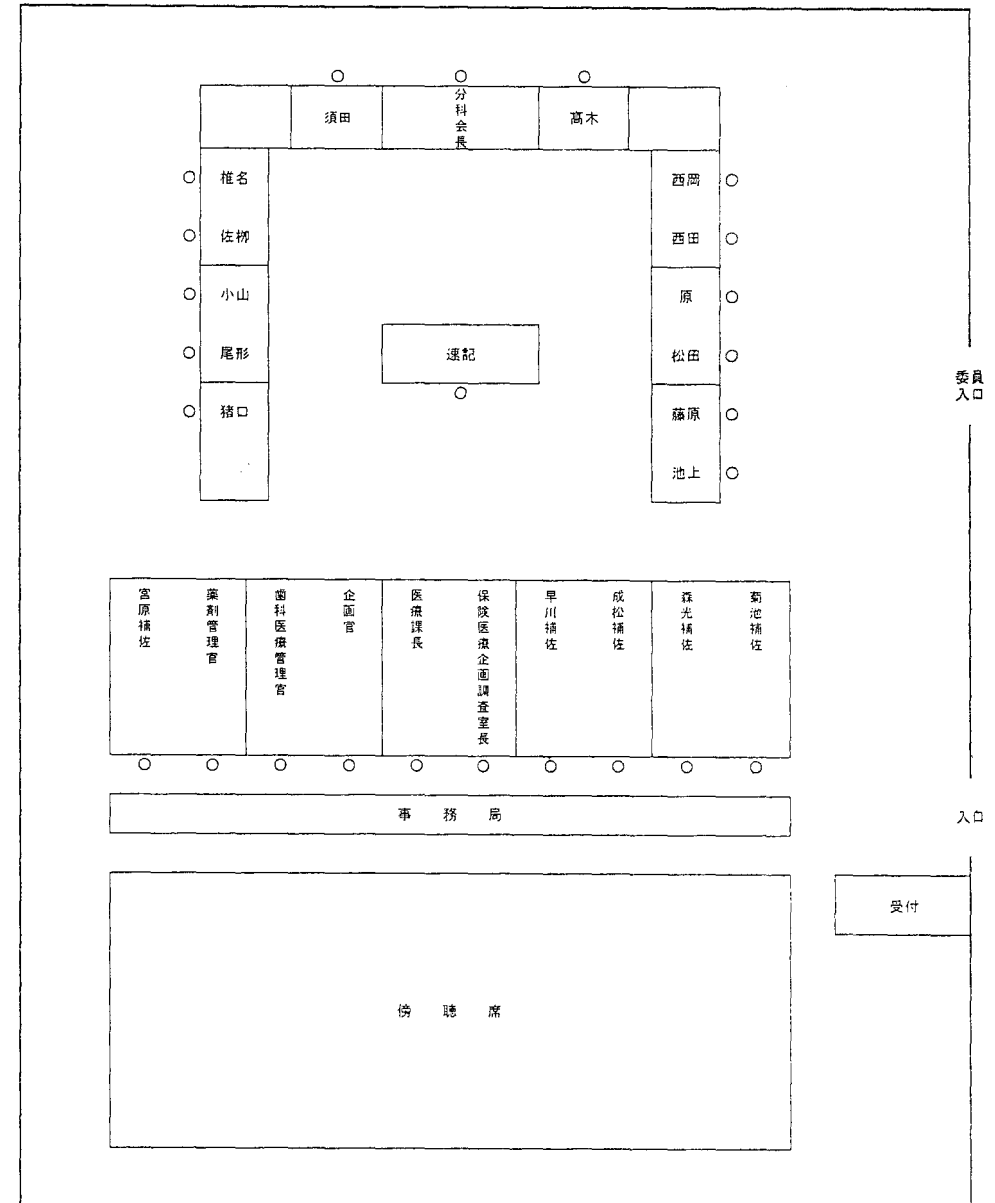 須田
分科会長
高木
椎名
佐栁
小山
尾形
猪口
西岡
西田
原
松田
藤原
池上
速記
委員
入口
宮原補佐
薬剤管理官
歯科医療管理官
企画官
医療課長
保険医療企画調査室長
早川補佐
成松補佐
森光補佐
菊池補佐
事務局
入口
受付
傍聴席